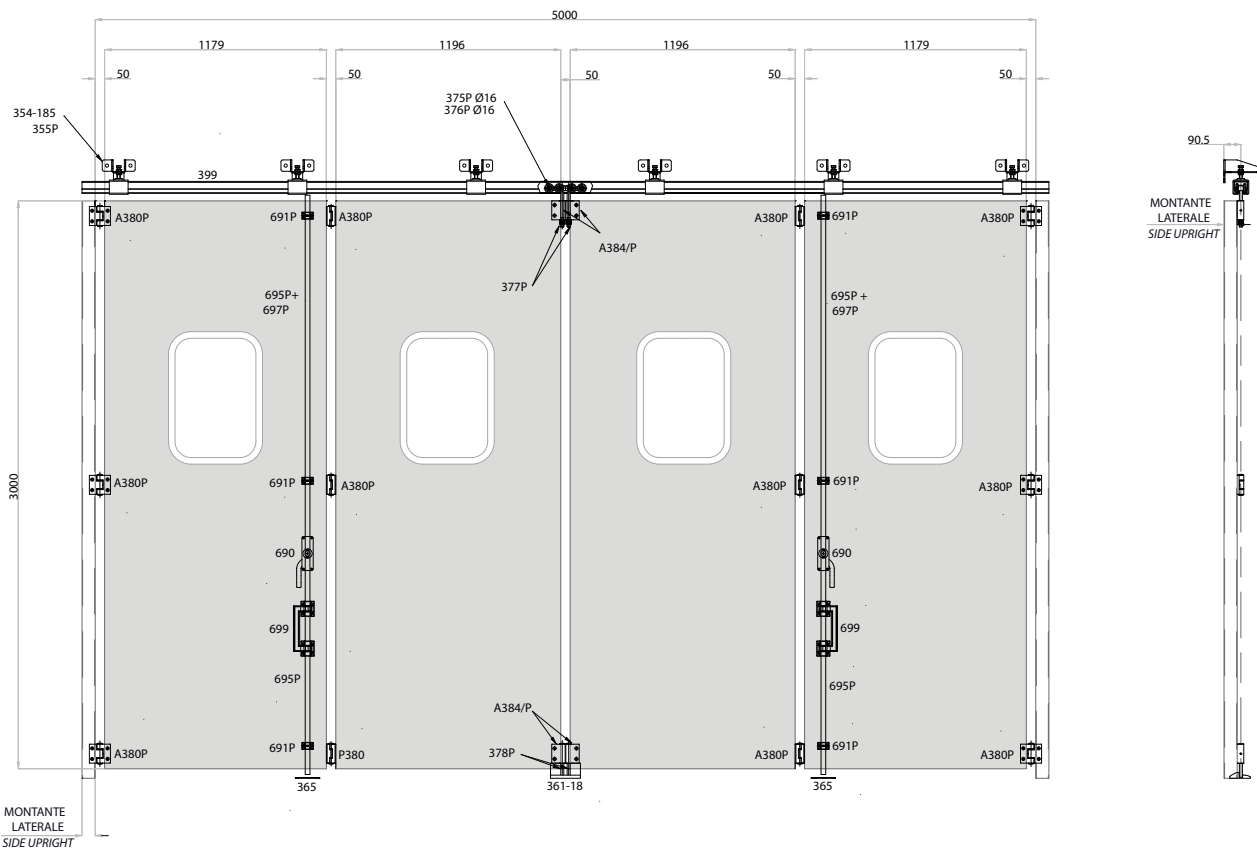 5000
1179
1196
1196
1179
50
50
50
50
50
375P Ø16
376P Ø16
354-185
355P
399
90.5
A380P
691P
A380P
A384/P
377P
A380P
691P
A380P
MONTANTE
LATERALE
SIDE UPRIGHT
695P+
697P
695P +
697P
3000
A380P
691P
A380P
A380P
691P
A380P
690
690
699
699
695P
695P
A384/P
A380P
691P
P380
378P
A380P
691P
A380P
365
361-18
365
MONTANTE
LATERALE
SIDE UPRIGHT